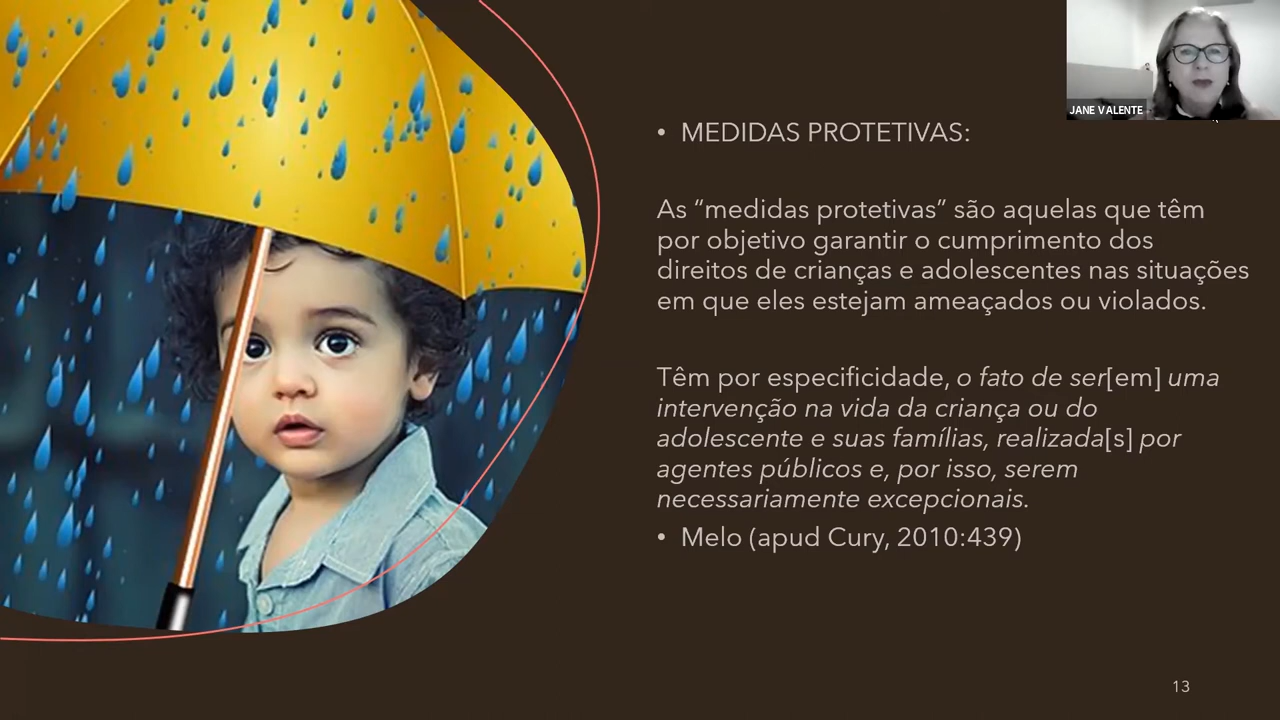 JANE VALENTE
• MEDIDAS PROTETIVAS:
As “medidas protetivas” são aquelas que têm
por objetivo garantir o cumprimento dos
direitos de crianças e adolescentes nas situações
em que eles estejam ameaçados ou violados.
Têm por especificidade, o fato de ser[em] uma
intervenção na vida da criança ou do
adolescente e suas famílias, realizada[s] por
agentes públicos e, por isso, serem
necessariamente excepcionais.
• Melo (apud Cury, 2010:439)
13